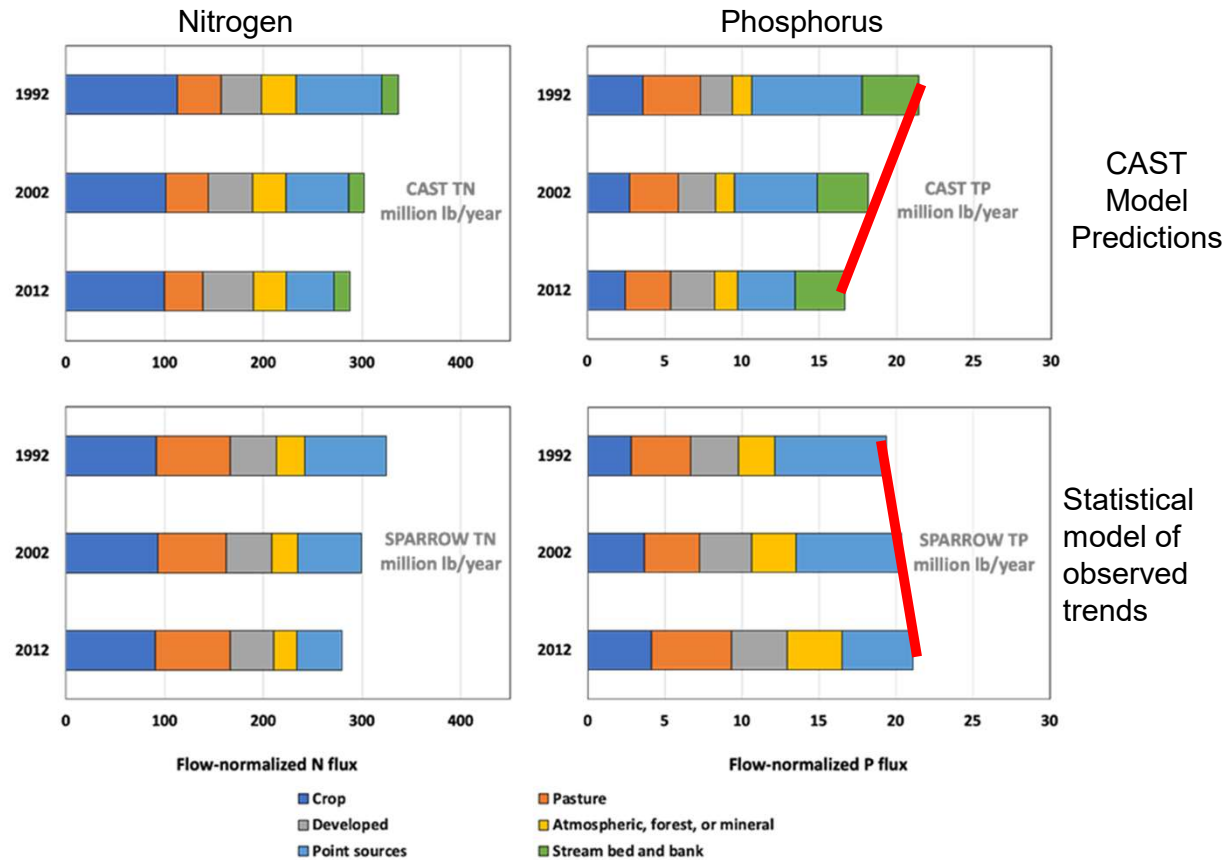 Nitrogen
Phosphorus
1992
2002
2012
CAST TN
million lb/year
0 100 200 300 400
1992
2002
2012
CAST TP
million lb/year
0 5 10 15 20 25 30
CAST
Model
Predictions
1992
2002
2012
SPARROW TN
million lb/year
0 100 200 300 400
Flow-normalized N flux
1992
2002
2012
SPARROW TP
million lb/year
0 5 10 15 20 25 30
Flow-normalized P flux
Statistical
model of
observed
trends
Crop
Pasture
Developed
Atmospheric, forest, or mineral
Point sources
Stream bed and bank